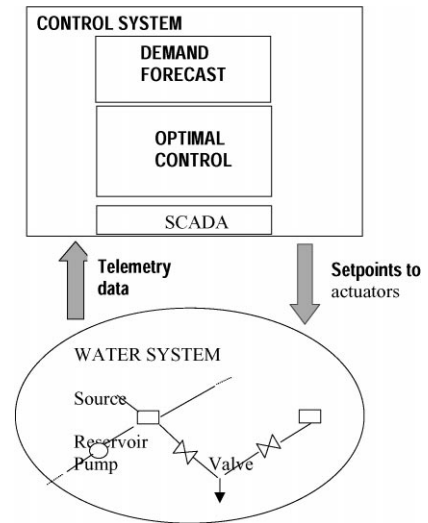 CONTROL SYSTEM
DEMAND
FORECAST
OPTIMAL
CONTROL
SCADA
Telemetry
data
Setpoints to
actuators
WATER SYSTEM
Source
Reservoir
Pump
Valve